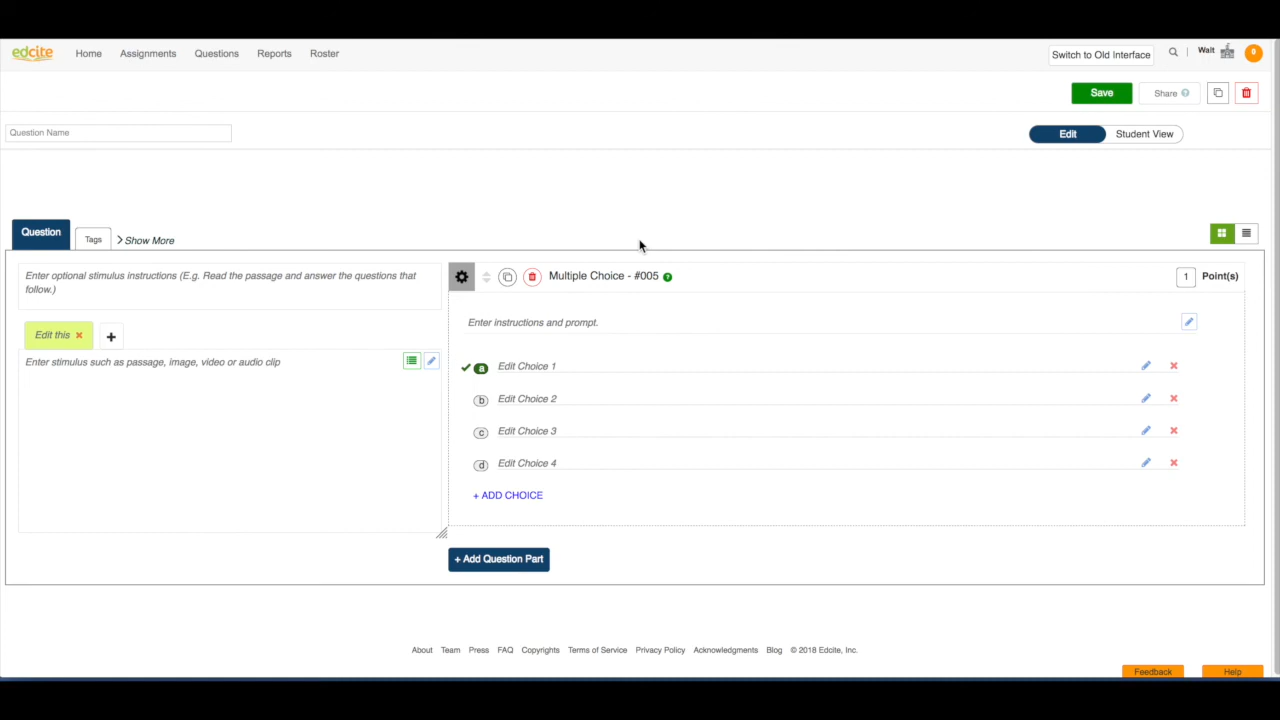 edcite Home Assignments Questions Reports Roster Switch to Old Interface Wait 0
Save Share ?
Question Name Edit Student View
Question Tags Show More
Enter optional stimulus instructions (E.g. Read the passage and answer the questions that
follow.)
Edit this
Enter stimulus such as passage, image, video or audio clip
Multiple Choice - #005 ? 1 Point(s)
Enter instructions and prompt.
a Edit Choice 1
b Edit Choice 2
c Edit Choice 3
d Edit Choice 4
+ ADD CHOICE
+ Add Question Part
About Team Press FAQ Copyrights Terms of Service Privacy Policy Acknowledgments Blog © 2018 Edcite, Inc.
Feedback Help